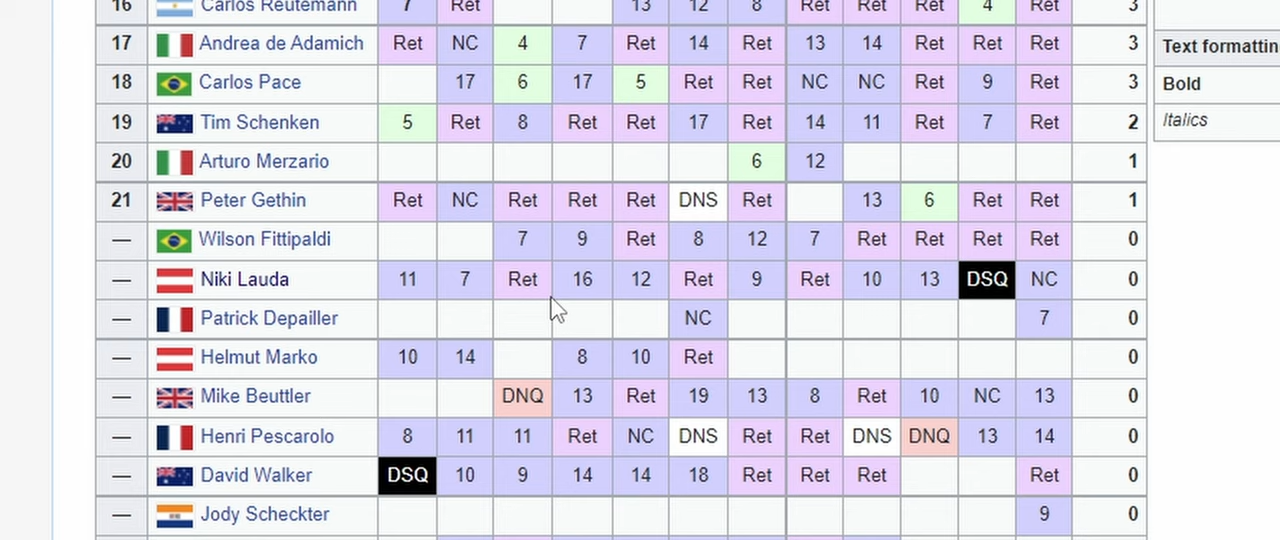 16 Carlos Reutemann 7 Ret 13 12 8 Ret Ret Ret 4 Ret 3
17 Andrea de Adamich Ret NC 4 7 Ret 14 Ret 13 14 Ret Ret Ret 3
Text formattin
18 Carlos Pace 17 6 17 5 Ret Ret NC NC Ret 9 Ret 3
Bold
19 Tim Schenken 5 Ret 8 Ret Ret 17 Ret 14 11 Ret 7 Ret 2
Italics
20 Arturo Merzario 6 12 1
21 Peter Gethin Ret NC Ret Ret Ret DNS Ret 13 6 Ret Ret 1
— Wilson Fittipaldi 7 9 Ret 8 12 7 Ret Ret Ret Ret 0
— Niki Lauda 11 7 Ret 16 12 Ret 9 Ret 10 13 DSQ NC 0
— Patrick Depailler NC 7 0
— Helmut Marko 10 14 8 10 Ret 0
— Mike Beuttler DNQ 13 Ret 19 13 8 Ret 10 NC 13 0
— Henri Pescarolo 8 11 11 Ret NC DNS Ret Ret DNS DNQ 13 14 0
— David Walker DSQ 10 9 14 14 18 Ret Ret Ret Ret 0
— Jody Scheckter 9 0